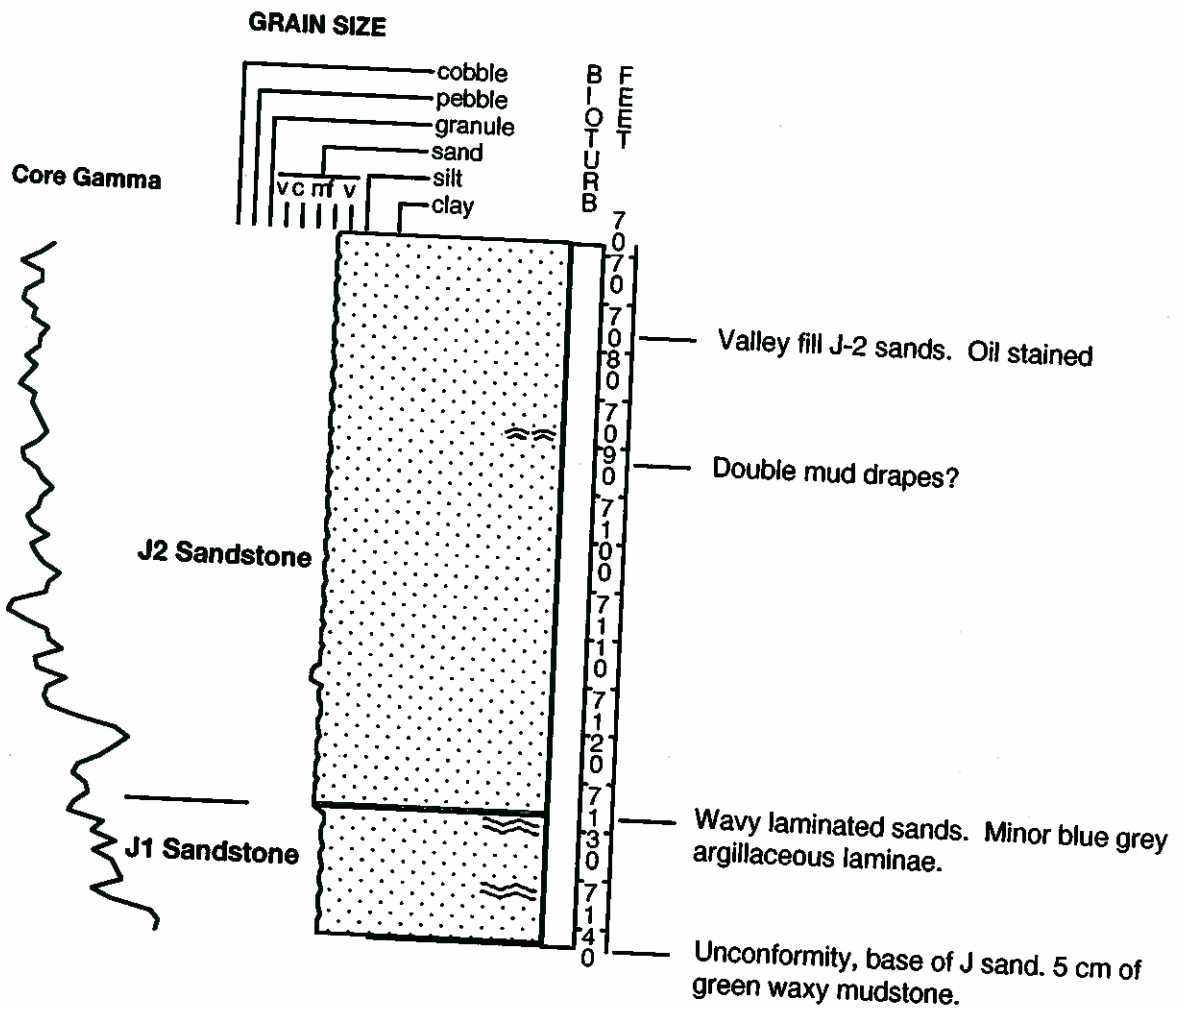 GRAIN SIZE
cobble
pebble
granule
sand
silt
clay
v c mf v
BIOTURB
FEET
Core Gamma
7070
7080
7090
7100
7110
7120
7130
7140
Valley fill J-2 sands. Oil stained
Double mud drapes?
J2 Sandstone
J1 Sandstone
Wavy laminated sands. Minor blue grey
argillaceous laminae.
Unconformity, base of J sand. 5 cm of
green waxy mudstone.